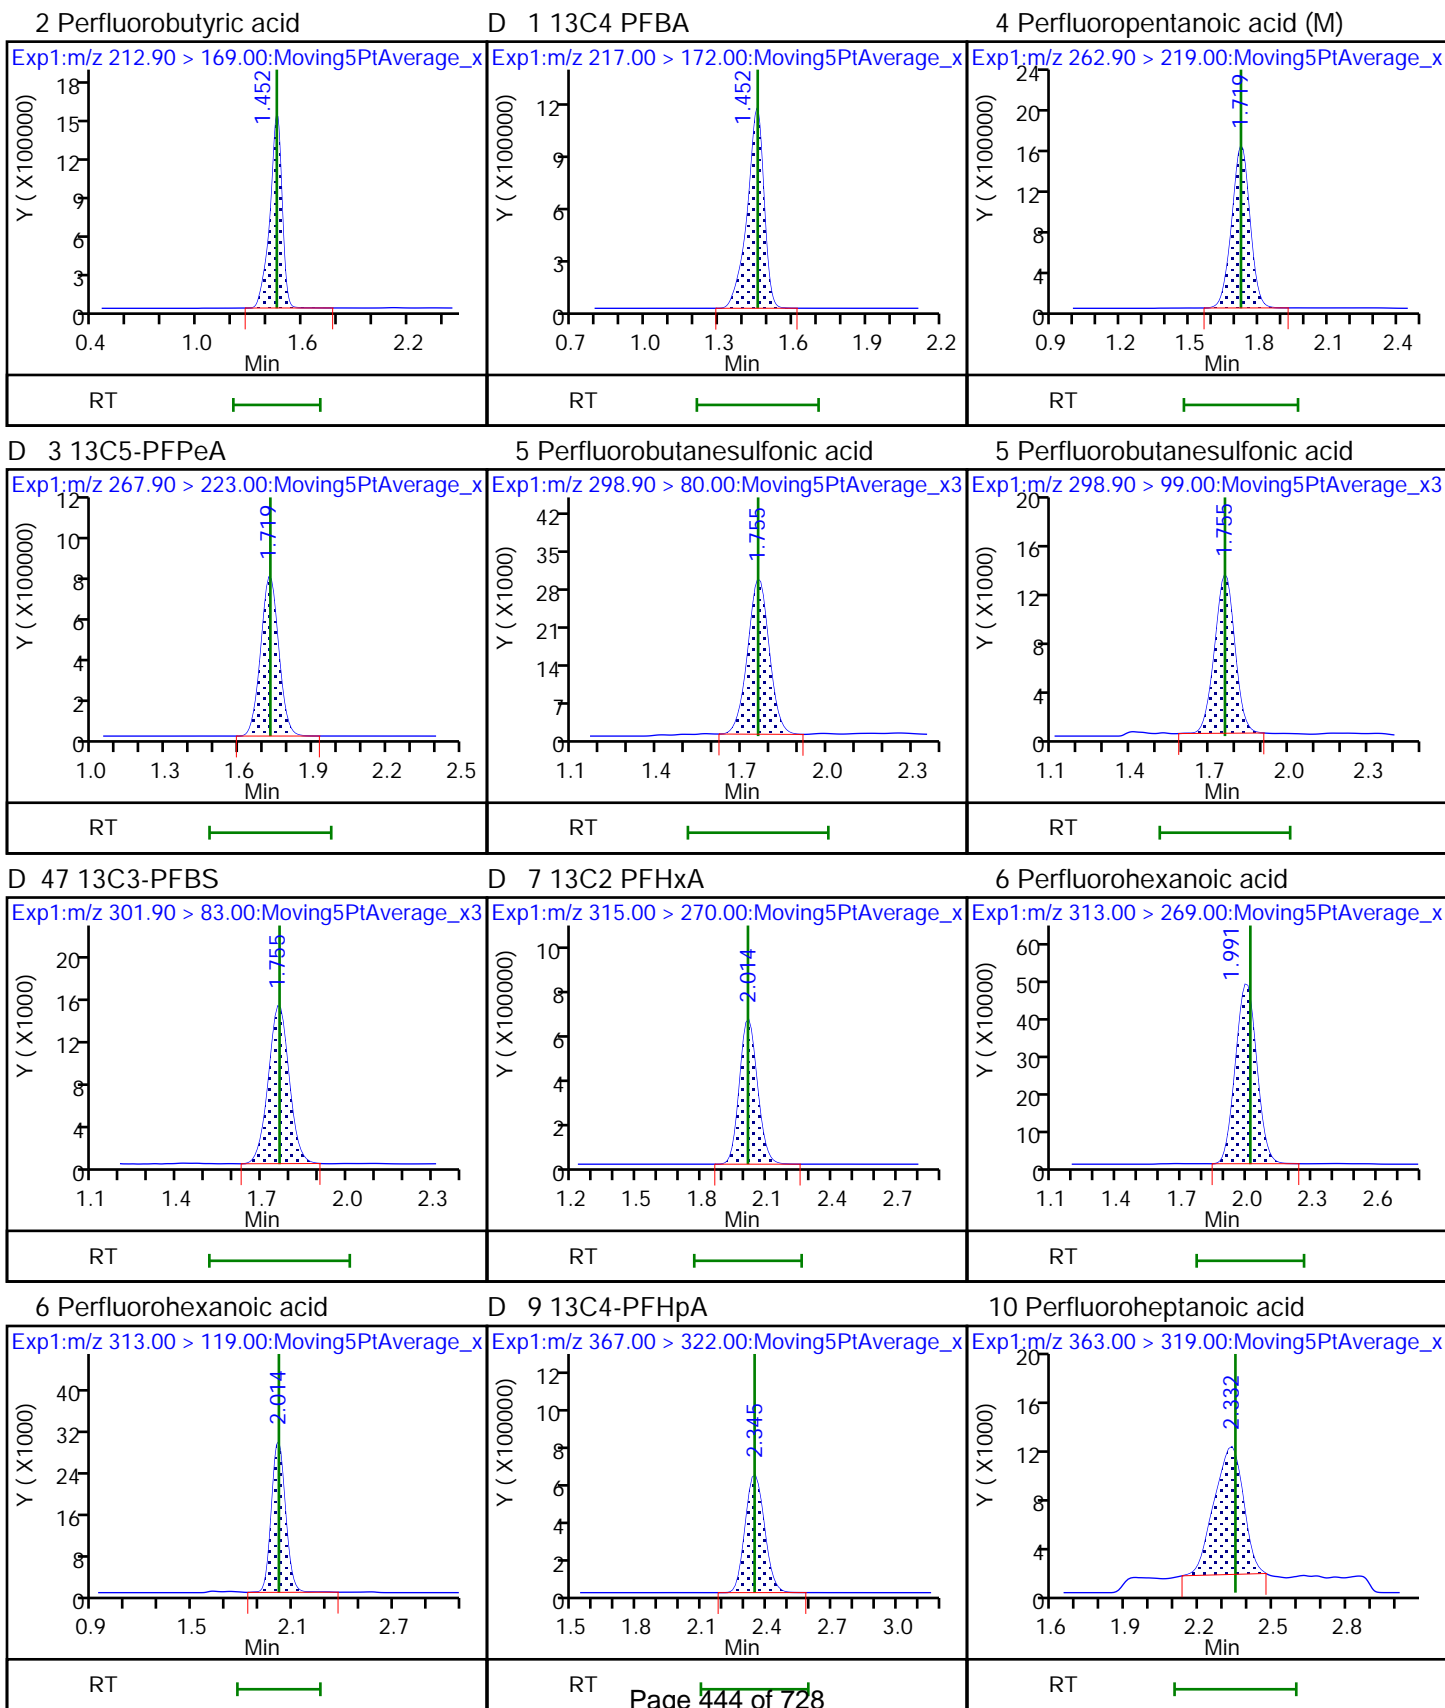 2 Perfluorobutyric acid
Exp1:m/z 212.90 > 169.00:Moving5PtAverage_x
Y ( X100000)
18
15
12
9
6
3
0
1.452
0.4 1.0 1.6 2.2
Min
RT
D 1 13C4 PFBA
Exp1:m/z 217.00 > 172.00:Moving5PtAverage_x
Y ( X100000)
12
9
6
3
0
1.452
0.7 1.0 1.3 1.6 1.9 2.2
Min
RT
4 Perfluoropentanoic acid (M)
Exp1:m/z 262.90 > 219.00:Moving5PtAverage_x
Y ( X100000)
24
20
16
12
8
4
0
1.719
0.9 1.2 1.5 1.8 2.1 2.4
Min
RT
D 3 13C5-PFPeA
Exp1:m/z 267.90 > 223.00:Moving5PtAverage_x
Y ( X100000)
12
10
8
6
4
2
0
1.719
1.0 1.3 1.6 1.9 2.2 2.5
Min
RT
5 Perfluorobutanesulfonic acid
Exp1:m/z 298.90 > 80.00:Moving5PtAverage_x3
Y ( X1000)
42
35
28
21
14
7
0
1.755
1.1 1.4 1.7 2.0 2.3
Min
RT
5 Perfluorobutanesulfonic acid
Exp1:m/z 298.90 > 99.00:Moving5PtAverage_x3
Y ( X1000)
20
16
12
8
4
0
1.755
1.1 1.4 1.7 2.0 2.3
Min
RT
D 47 13C3-PFBS
Exp1:m/z 301.90 > 83.00:Moving5PtAverage_x3
Y ( X1000)
20
16
12
8
4
0
1.755
1.1 1.4 1.7 2.0 2.3
Min
RT
D 7 13C2 PFHxA
Exp1:m/z 315.00 > 270.00:Moving5PtAverage_x
Y ( X100000)
10
8
6
4
2
0
2.014
1.2 1.5 1.8 2.1 2.4 2.7
Min
RT
6 Perfluorohexanoic acid
Exp1:m/z 313.00 > 269.00:Moving5PtAverage_x
Y ( X10000)
60
50
40
30
20
10
0
1.991
1.1 1.4 1.7 2.0 2.3 2.6
Min
RT
6 Perfluorohexanoic acid
Exp1:m/z 313.00 > 119.00:Moving5PtAverage_x
Y ( X1000)
40
32
24
16
8
0
2.014
0.9 1.5 2.1 2.7
Min
RT
D 9 13C4-PFHpA
Exp1:m/z 367.00 > 322.00:Moving5PtAverage_x
Y ( X100000)
12
10
8
6
4
2
0
2.345
1.5 1.8 2.1 2.4 2.7 3.0
Min
RT
10 Perfluoroheptanoic acid
Exp1:m/z 363.00 > 319.00:Moving5PtAverage_x
Y ( X1000)
20
16
12
8
4
0
2.332
1.6 1.9 2.2 2.5 2.8
Min
RT
Page 444 of 728